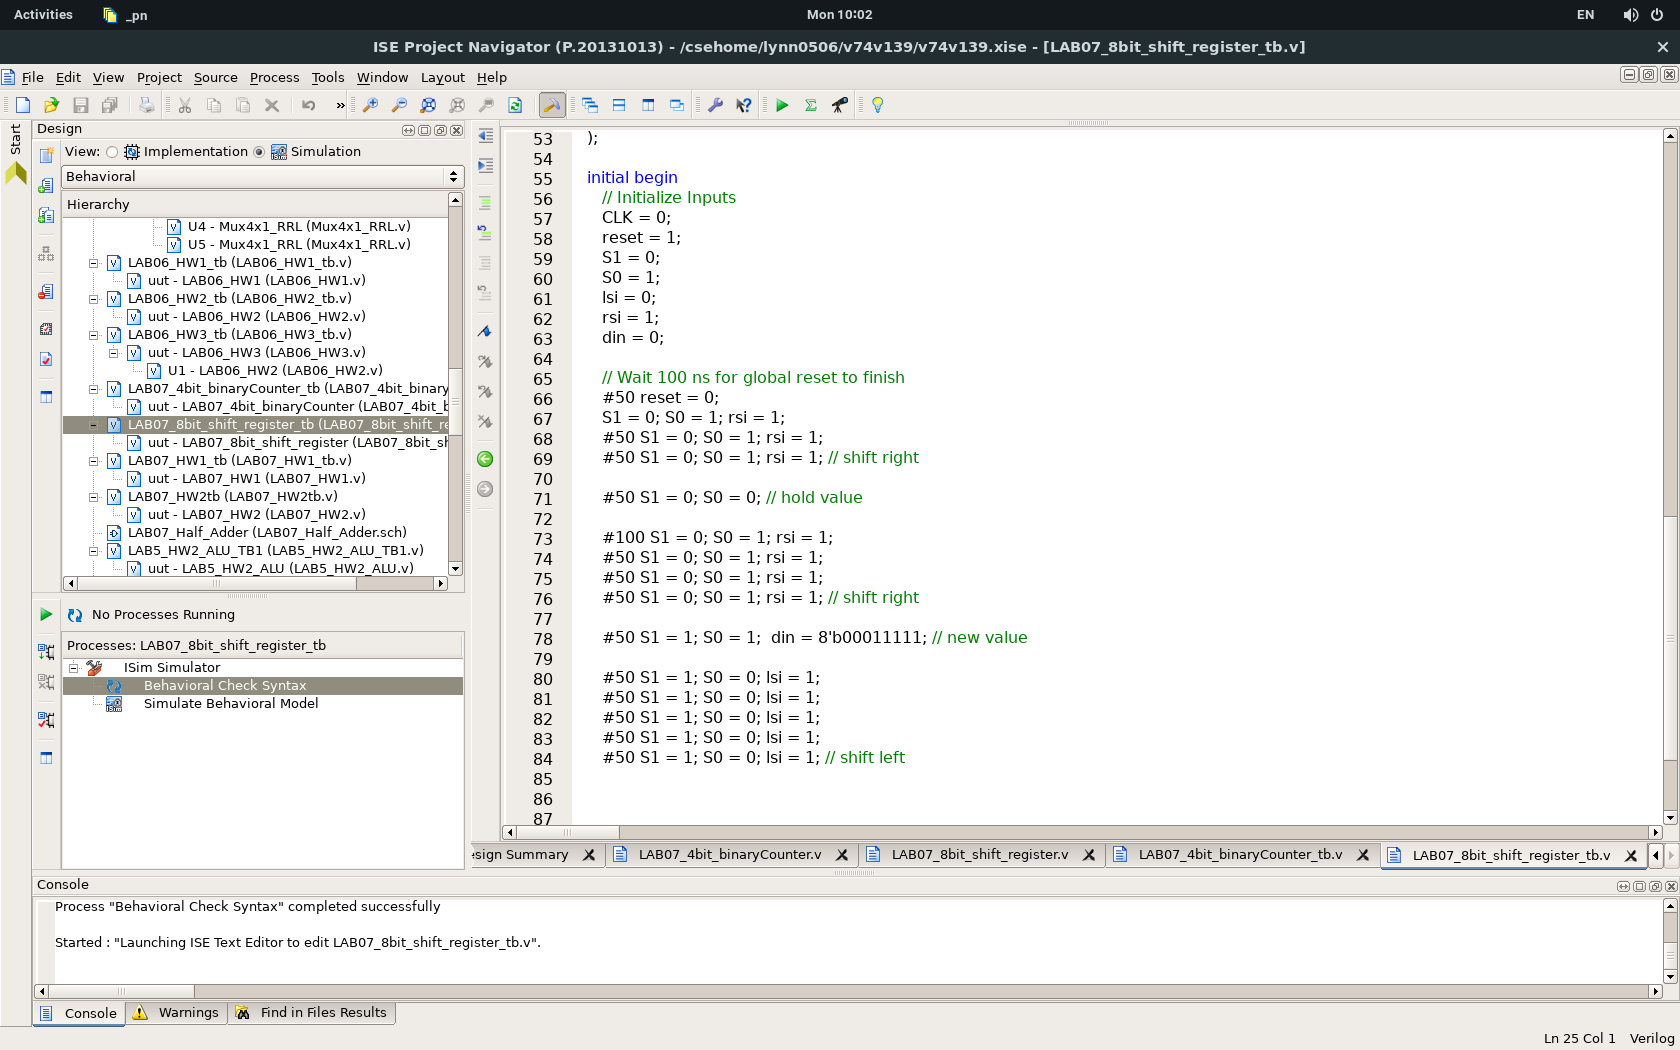 Activities
_pn
Mon 10:02
EN
ISE Project Navigator (P.20131013) - /csehome/lynn0506/v74v139/v74v139.xise - [LAB07_8bit_shift_register_tb.v]
File Edit View Project Source Process Tools Window Layout Help
»
Start
Design
View: Implementation Simulation
Behavioral
Hierarchy
U4 - Mux4x1_RRL (Mux4x1_RRL.v)
U5 - Mux4x1_RRL (Mux4x1_RRL.v)
LAB06_HW1_tb (LAB06_HW1_tb.v)
uut - LAB06_HW1 (LAB06_HW1.v)
LAB06_HW2_tb (LAB06_HW2_tb.v)
uut - LAB06_HW2 (LAB06_HW2.v)
LAB06_HW3_tb (LAB06_HW3_tb.v)
uut - LAB06_HW3 (LAB06_HW3.v)
U1 - LAB06_HW2 (LAB06_HW2.v)
LAB07_4bit_binaryCounter_tb (LAB07_4bit_binary
uut - LAB07_4bit_binaryCounter (LAB07_4bit_b
LAB07_8bit_shift_register_tb (LAB07_8bit_shift_re
uut - LAB07_8bit_shift_register (LAB07_8bit_sh
LAB07_HW1_tb (LAB07_HW1_tb.v)
uut - LAB07_HW1 (LAB07_HW1.v)
LAB07_HW2tb (LAB07_HW2tb.v)
uut - LAB07_HW2 (LAB07_HW2.v)
LAB07_Half_Adder (LAB07_Half_Adder.sch)
LAB5_HW2_ALU_TB1 (LAB5_HW2_ALU_TB1.v)
uut - LAB5_HW2_ALU (LAB5_HW2_ALU.v)
No Processes Running
Processes: LAB07_8bit_shift_register_tb
ISim Simulator
Behavioral Check Syntax
Simulate Behavioral Model
53 );
54
55 initial begin
56 // Initialize Inputs
57 CLK = 0;
58 reset = 1;
59 S1 = 0;
60 S0 = 1;
61 lsi = 0;
62 rsi = 1;
63 din = 0;
64
65 // Wait 100 ns for global reset to finish
66 #50 reset = 0;
67 S1 = 0; S0 = 1; rsi = 1;
68 #50 S1 = 0; S0 = 1; rsi = 1;
69 #50 S1 = 0; S0 = 1; rsi = 1; // shift right
70
71 #50 S1 = 0; S0 = 0; // hold value
72
73 #100 S1 = 0; S0 = 1; rsi = 1;
74 #50 S1 = 0; S0 = 1; rsi = 1;
75 #50 S1 = 0; S0 = 1; rsi = 1;
76 #50 S1 = 0; S0 = 1; rsi = 1; // shift right
77
78 #50 S1 = 1; S0 = 1;  din = 8'b00011111; // new value
79
80 #50 S1 = 1; S0 = 0; lsi = 1;
81 #50 S1 = 1; S0 = 0; lsi = 1;
82 #50 S1 = 1; S0 = 0; lsi = 1;
83 #50 S1 = 1; S0 = 0; lsi = 1;
84 #50 S1 = 1; S0 = 0; lsi = 1; // shift left
85
86
87
sign Summary
LAB07_4bit_binaryCounter.v
LAB07_8bit_shift_register.v
LAB07_4bit_binaryCounter_tb.v
LAB07_8bit_shift_register_tb.v
Console
Process "Behavioral Check Syntax" completed successfully
Started : "Launching ISE Text Editor to edit LAB07_8bit_shift_register_tb.v".
Console
Warnings
Find in Files Results
Ln 25 Col 1 Verilog